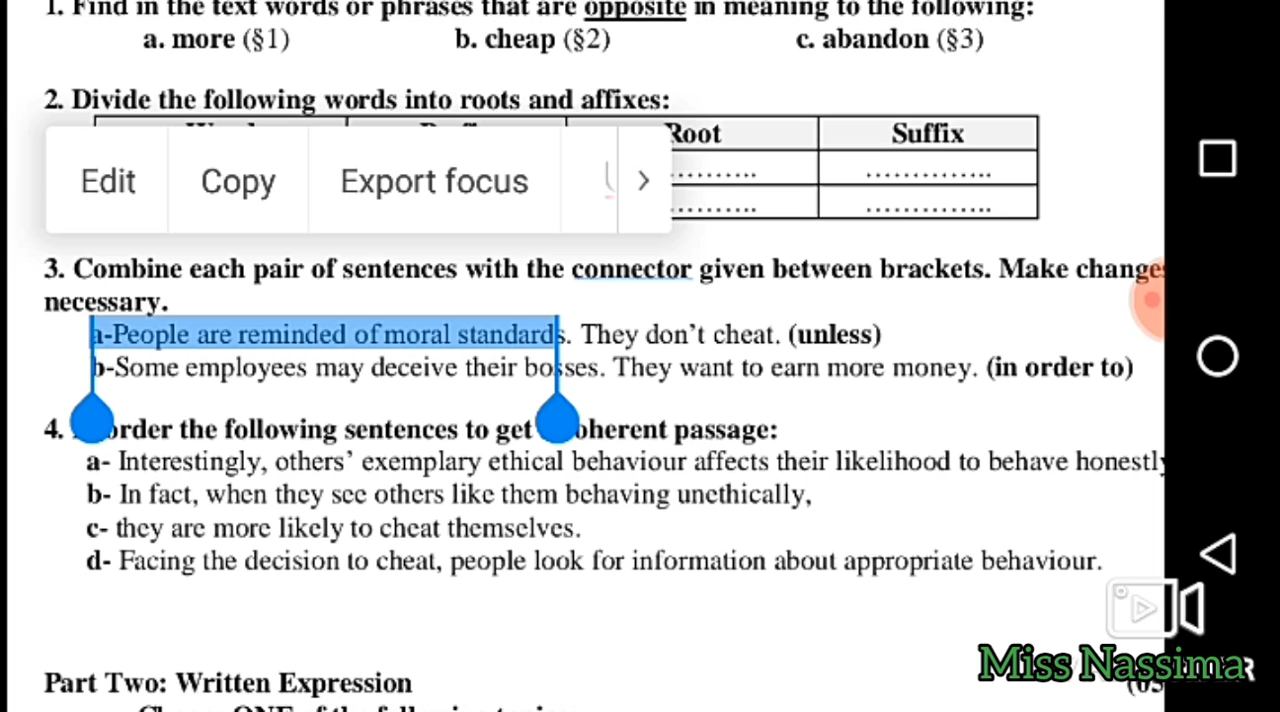 1. Find in the text words or phrases that are opposite in meaning to the following:
a. more (§1) b. cheap (§2) c. abandon (§3)
2. Divide the following words into roots and affixes:
Root Suffix
Edit Copy Export focus
3. Combine each pair of sentences with the connector given between brackets. Make changes
necessary.
a-People are reminded of moral standards. They don't cheat. (unless)
b-Some employees may deceive their bosses. They want to earn more money. (in order to)
4. order the following sentences to get coherent passage:
a- Interestingly, others' exemplary ethical behaviour affects their likelihood to behave honestly
b- In fact, when they see others like them behaving unethically,
c- they are more likely to cheat themselves.
d- Facing the decision to cheat, people look for information about appropriate behaviour.
Miss Nassima
Part Two: Written Expression